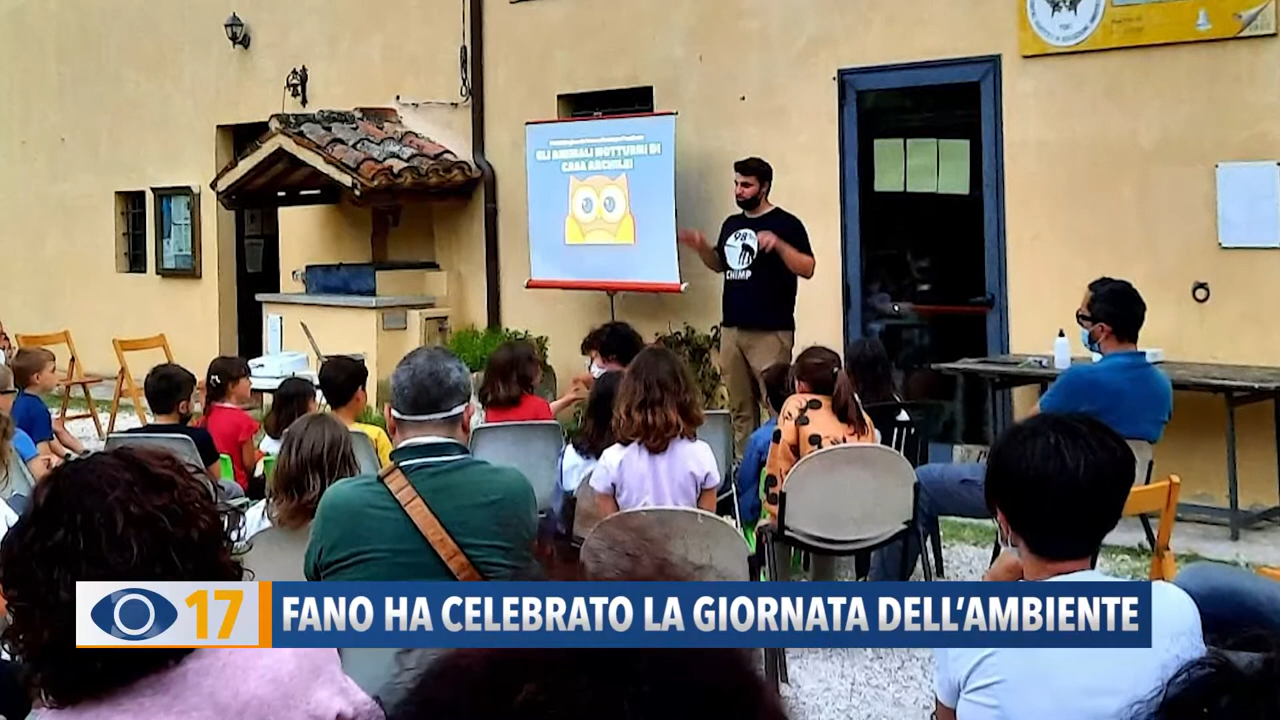 GLI ANIMALI NOTTURNI DI
CASA ARCHILEI
98%
CHIMP
17 FANO HA CELEBRATO LA GIORNATA DELL'AMBIENTE